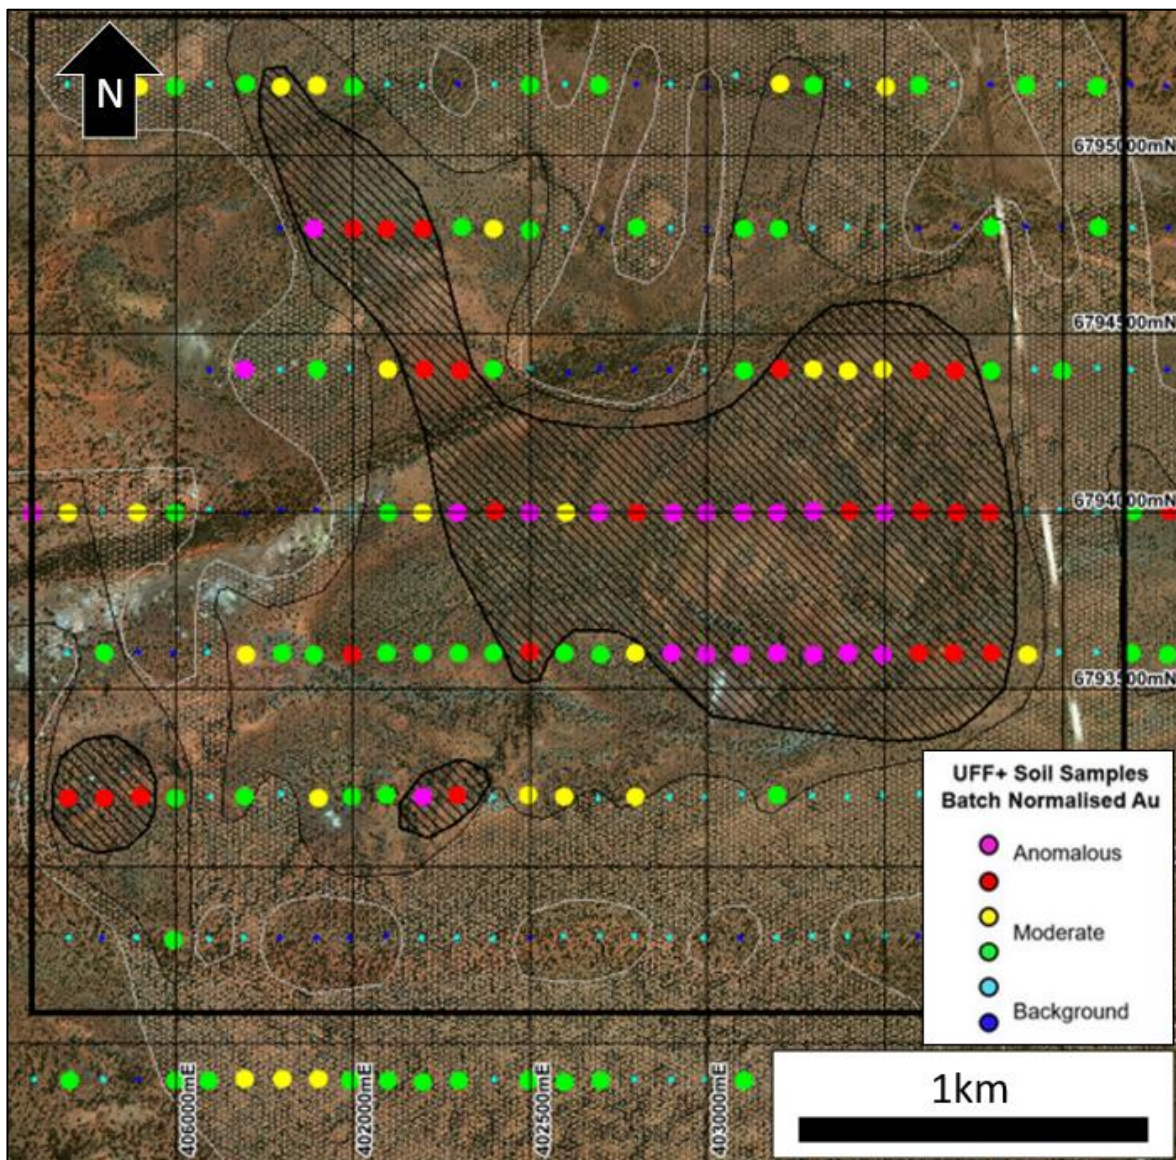 N
6795000mN
6794500mN
6794000mN
6793500mN
UFF+ Soil Samples
Batch Normalised Au
Anomalous
Moderate
Background
406000mE
402000mE
402500mE
403000mE
1km